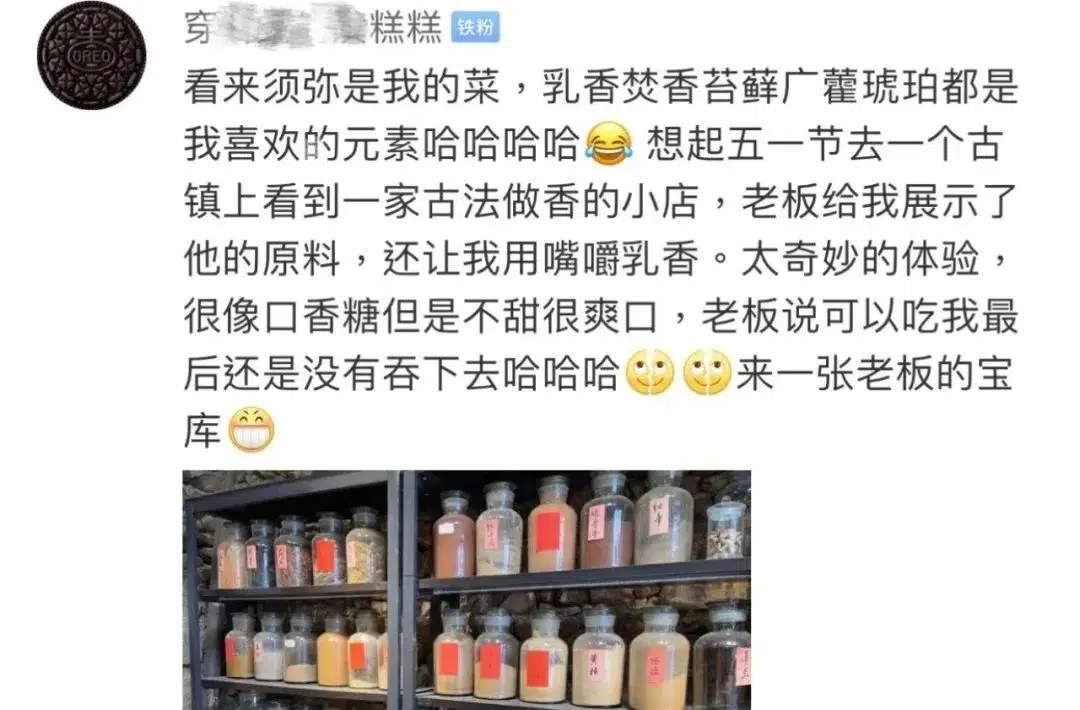 OREO
穿 糕糕 铁粉
看来须弥是我的菜，乳香焚香苔藓广藿琥珀都是
我喜欢的元素哈哈哈哈😂 想起五一节去一个古
镇上看到一家古法做香的小店，老板给我展示了
他的原料，还让我用嘴嚼乳香。太奇妙的体验，
很像口香糖但是不甜很爽口，老板说可以吃我最
后还是没有吞下去哈哈哈来一张老板的宝
库😁